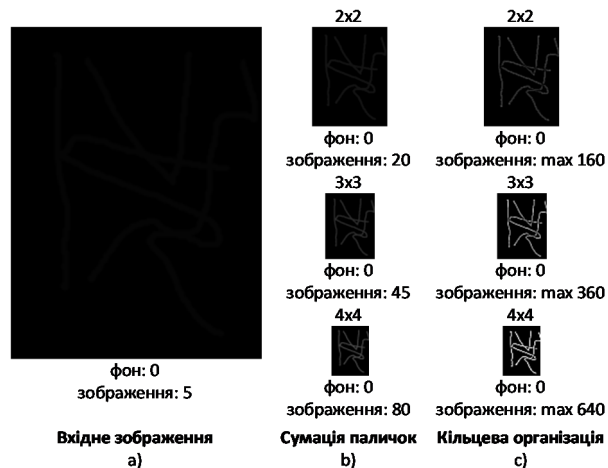 2x2
фон: 0
зображення: 20
2x2
фон: 0
зображення: max 160
3x3
фон: 0
зображення: 45
3x3
фон: 0
зображення: max 360
4x4
фон: 0
зображення: 80
4x4
фон: 0
зображення: max 640
фон: 0
зображення: 5
Вхідне зображення
a)
Сумація паличок
b)
Кільцева організація
c)